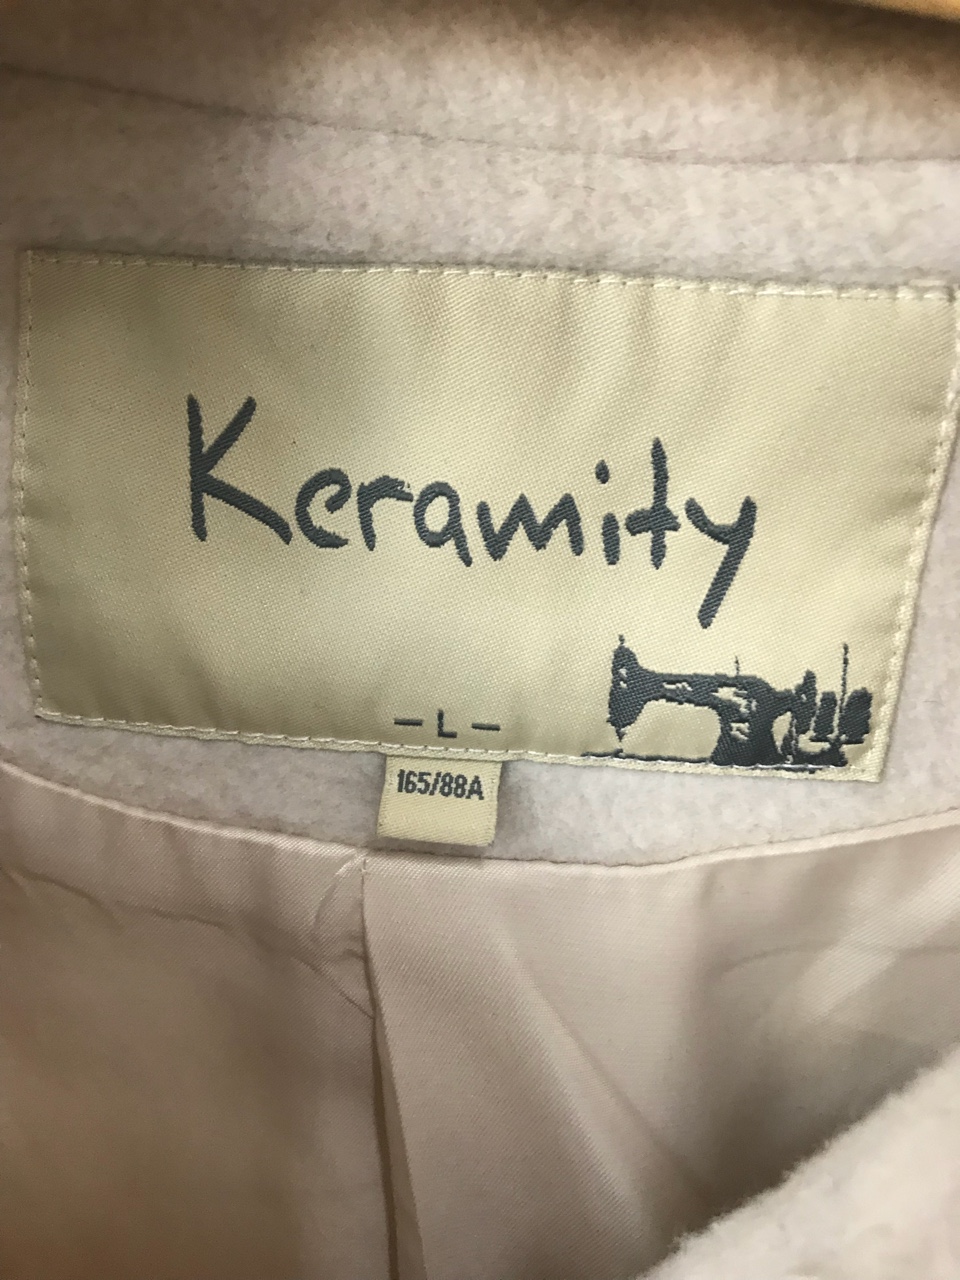 Keramity
- L -
165/88A